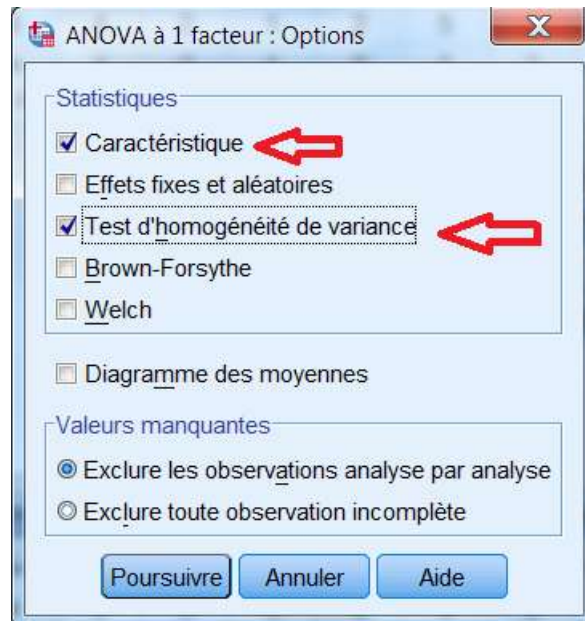 ANOVA à 1 facteur : Options
Statistiques
Caractéristique
Effets fixes et aléatoires
Test d'homogénéité de variance
Brown-Forsythe
Welch
Diagramme des moyennes
Valeurs manquantes
Exclure les observations analyse par analyse
Exclure toute observation incomplète
Poursuivre Annuler Aide